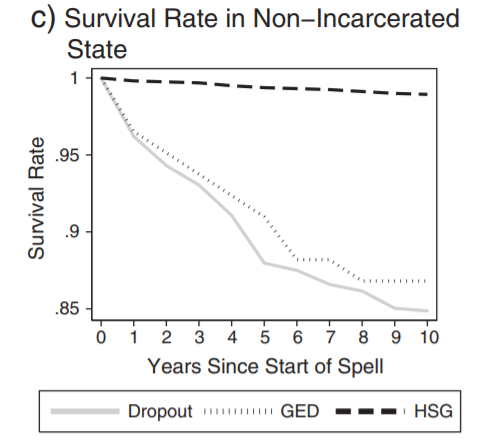 c) Survival Rate in Non−Incarcerated
State
Survival Rate
1
.95
.9
.85
0 1 2 3 4 5 6 7 8 9 10
Years Since Start of Spell
Dropout GED HSG